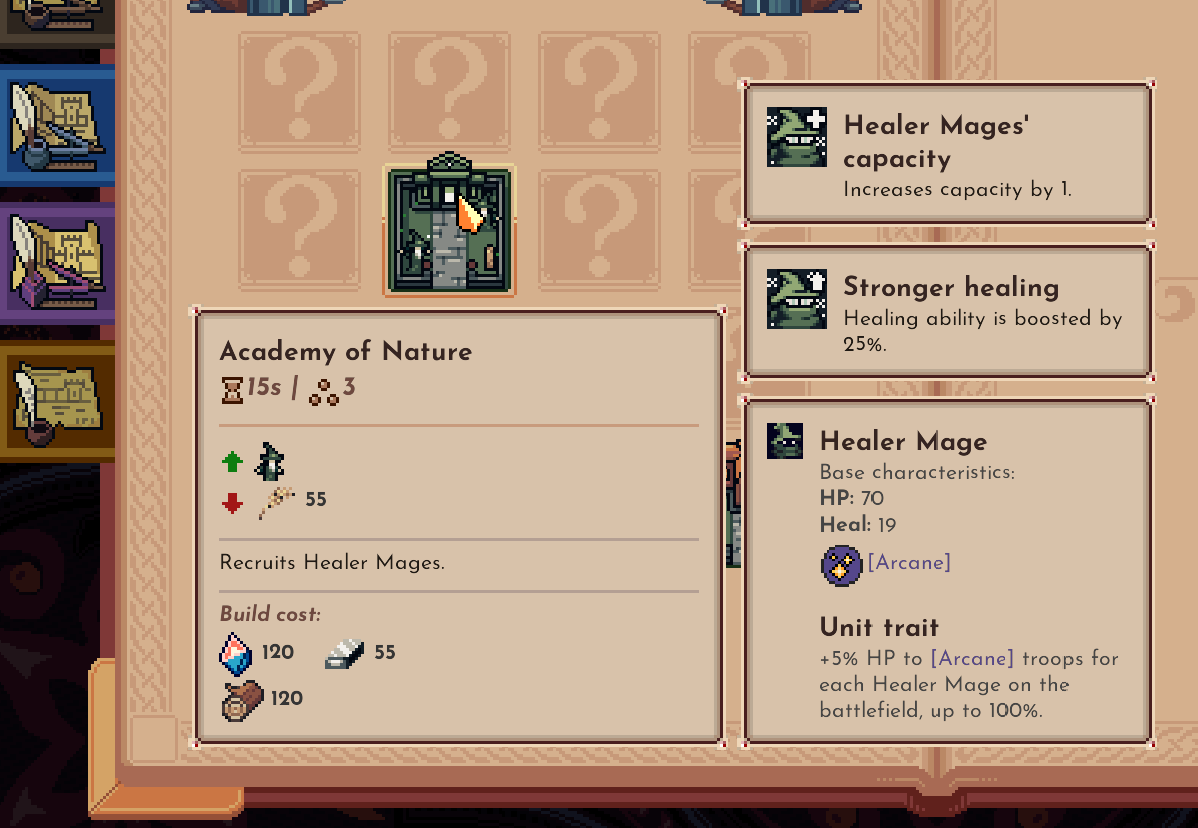 Academy of Nature
15s | 3
55
Recruits Healer Mages.
Build cost:
120 55
120
Healer Mages'
capacity
Increases capacity by 1.
Stronger healing
Healing ability is boosted by
25%.
Healer Mage
Base characteristics:
HP: 70
Heal: 19
[Arcane]
Unit trait
+5% HP to [Arcane] troops for
each Healer Mage on the
battlefield, up to 100%.